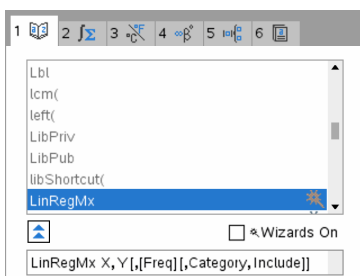 1 2 ∫Σ 3 °C°F 4 ∞β° 5 6
Lbl
lcm(
left(
LibPriv
LibPub
libShortcut(
LinRegMx
Wizards On
LinRegMx X,Y[,[Freq][,Category,Include]]